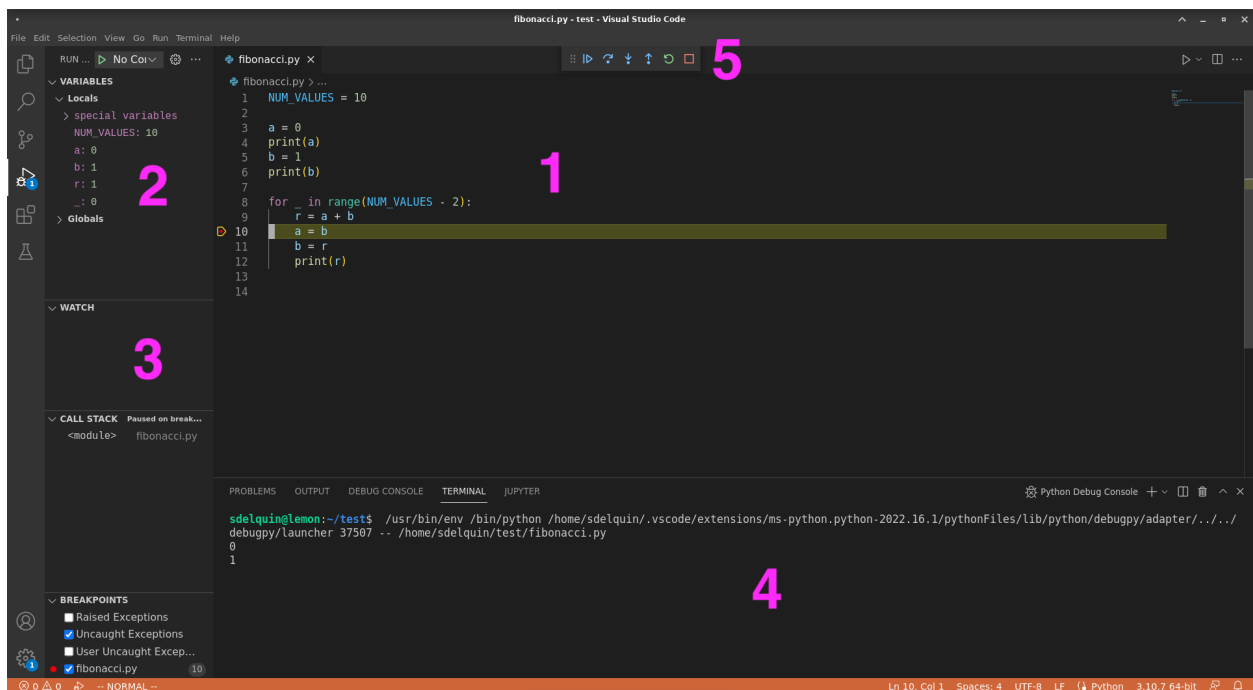 fibonacci.py - test - Visual Studio Code
File Edit Selection View Go Run Terminal Help
RUN ... No Con
fibonacci.py
5
VARIABLES
Locals
special variables
NUM_VALUES: 10
a: 0
b: 1
r: 1
_: 0
Globals
2
fibonacci.py > ...
1 NUM_VALUES = 10
2
3 a = 0
4 print(a)
5 b = 1
6 print(b)
7
8 for _ in range(NUM_VALUES - 2):
9 r = a + b
10 a = b
11 b = r
12 print(r)
13
14
1
WATCH
3
CALL STACK Paused on break...
<module> fibonacci.py
PROBLEMS OUTPUT DEBUG CONSOLE TERMINAL JUPYTER
Python Debug Console
sdelquin@lemon:~/test$ /usr/bin/env /bin/python /home/sdelquin/.vscode/extensions/ms-python.python-2022.16.1/pythonFiles/lib/python/debugpy/adapter/../../
debugpy/launcher 37507 -- /home/sdelquin/test/fibonacci.py
0
1
4
BREAKPOINTS
Raised Exceptions
Uncaught Exceptions
User Uncaught Excep...
fibonacci.py 10
1
1
0 0 -- NORMAL --
Ln 10, Col 1 Spaces: 4 UTF-8 LF Python 3.10.7 64-bit